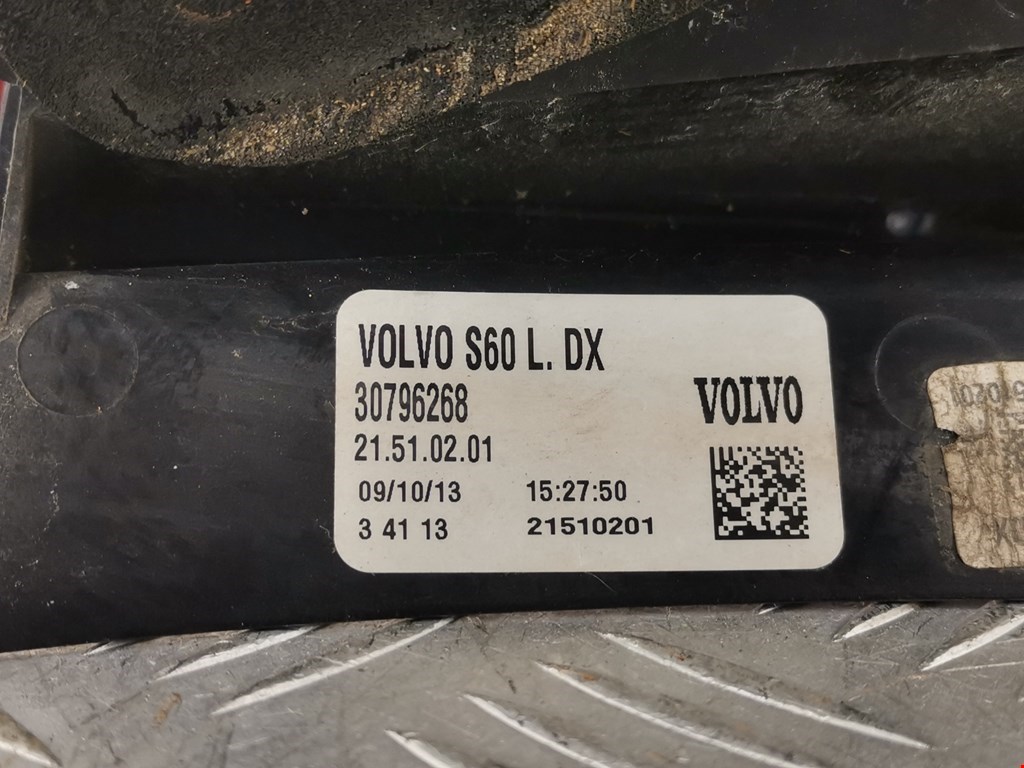 VOLVO S60 L. DX
30796268
VOLVO
21.51.02.01
09/10/13 15:27:50
3 41 13 21510201